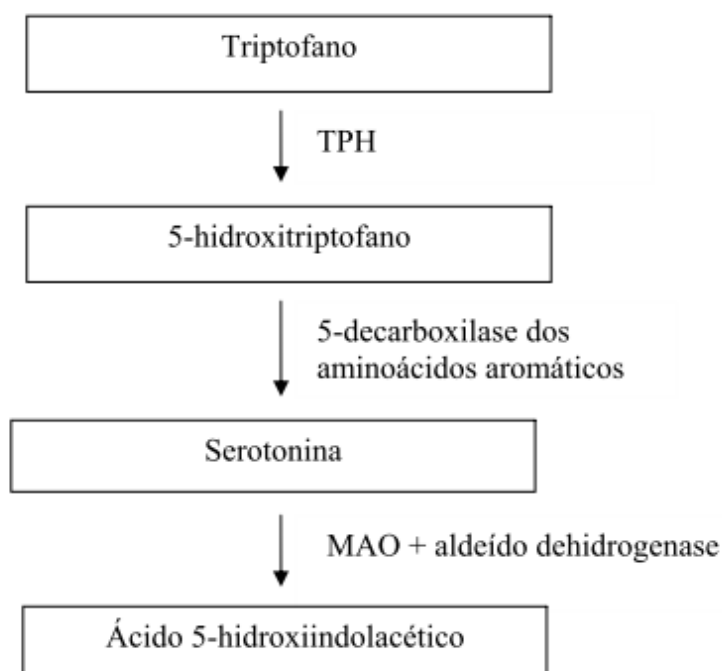 Triptofano
TPH
5-hidroxitriptofano
5-decarboxilase dos
aminoácidos aromáticos
Serotonina
MAO + aldeído dehidrogenase
Ácido 5-hidroxiindolacético